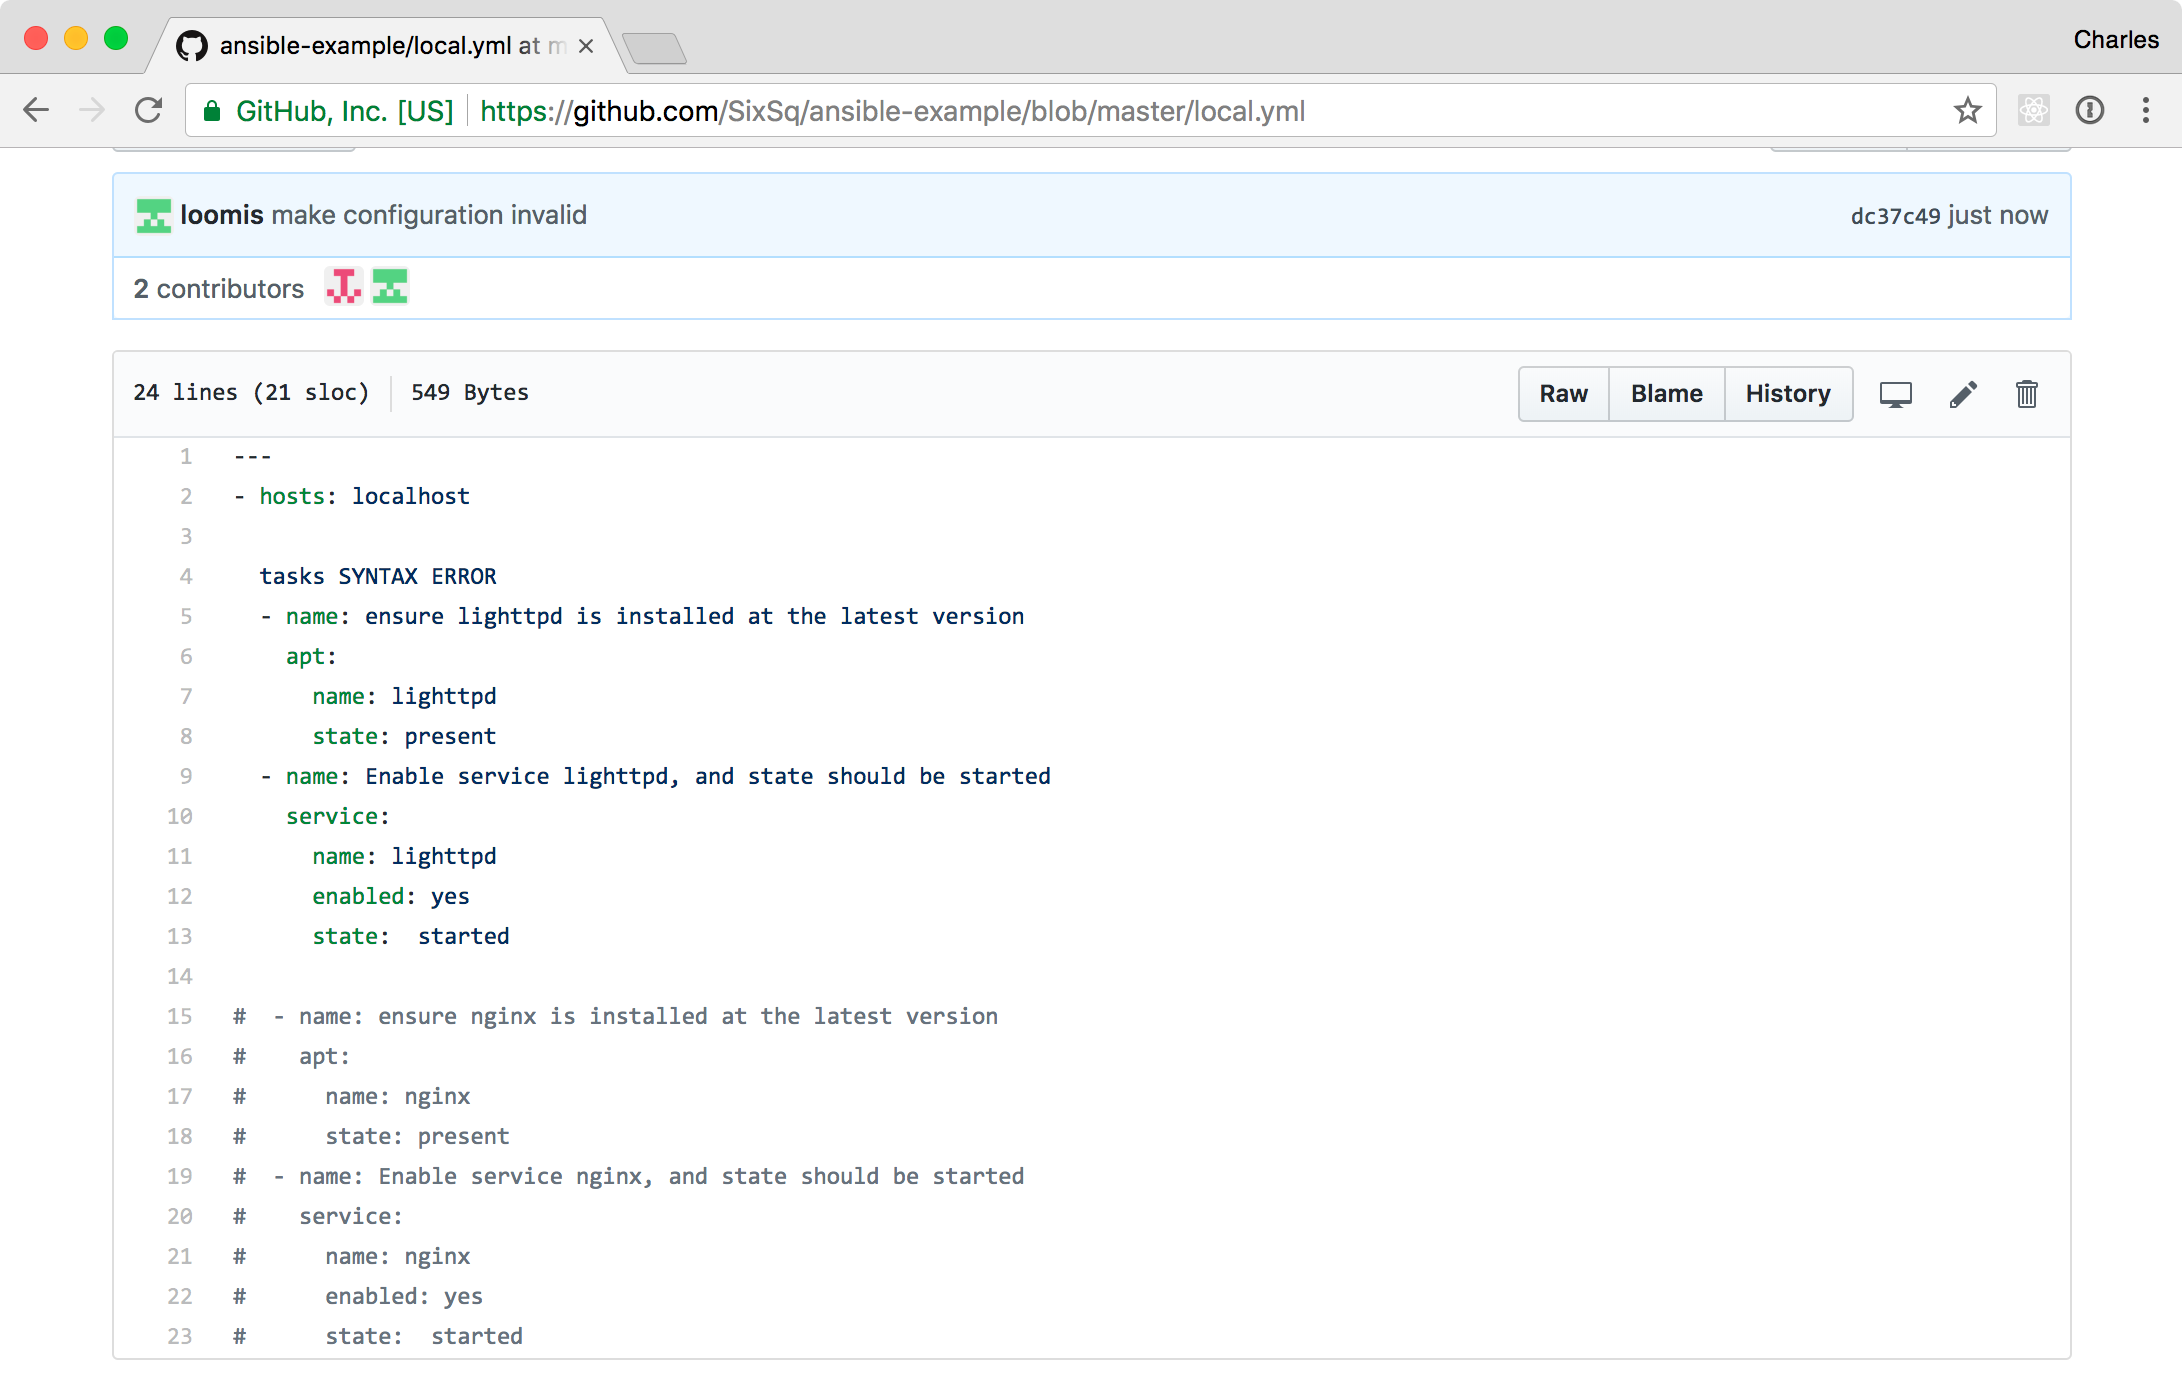 ansible-example/local.yml at m
Charles
GitHub, Inc. [US] https://github.com/SixSq/ansible-example/blob/master/local.yml
loomis make configuration invalid dc37c49 just now
2 contributors
24 lines (21 sloc) 549 Bytes Raw Blame History
1 ---
2 - hosts: localhost
3
4   tasks SYNTAX ERROR
5   - name: ensure lighttpd is installed at the latest version
6     apt:
7       name: lighttpd
8       state: present
9   - name: Enable service lighttpd, and state should be started
10     service:
11       name: lighttpd
12       enabled: yes
13       state:  started
14
15 #  - name: ensure nginx is installed at the latest version
16 #    apt:
17 #      name: nginx
18 #      state: present
19 #  - name: Enable service nginx, and state should be started
20 #    service:
21 #      name: nginx
22 #      enabled: yes
23 #      state:  started